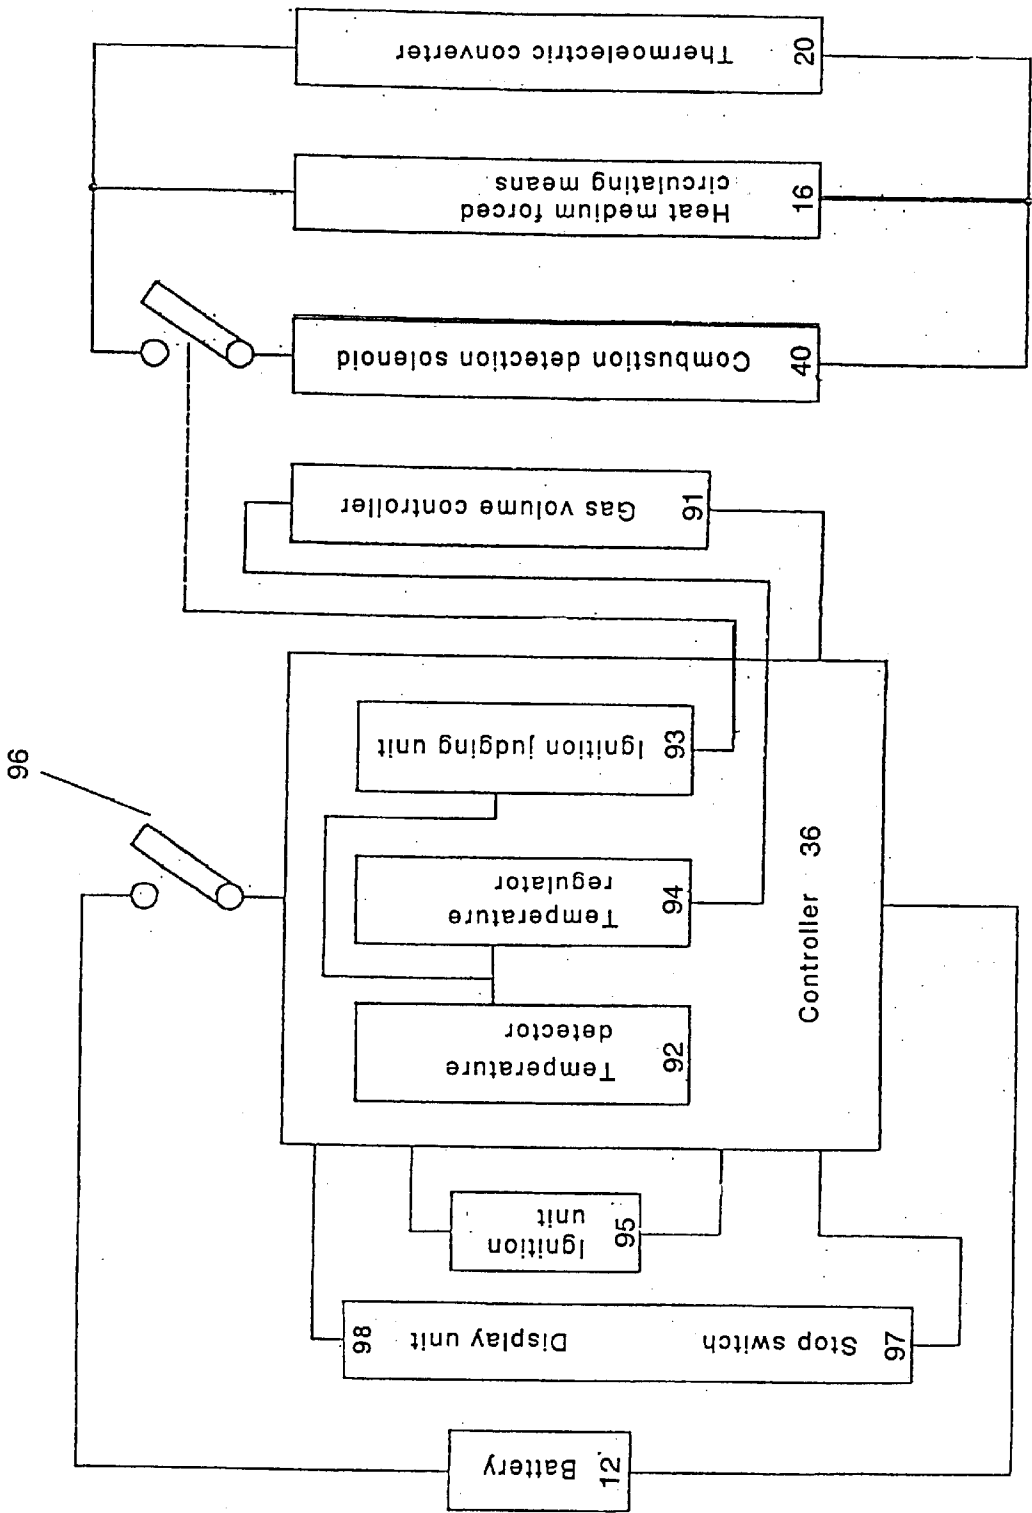 Thermoelectric converter
20
Heat medium forced
circulating means
16
Combustion detection solenoid
40
Gas volume controller
91
96
Ignition judging unit
93
Temperature
regulator
94
Temperature
detector
92
Controller 36
Ignition
unit
95
98
Display unit
Stop switch
97
Battery
12